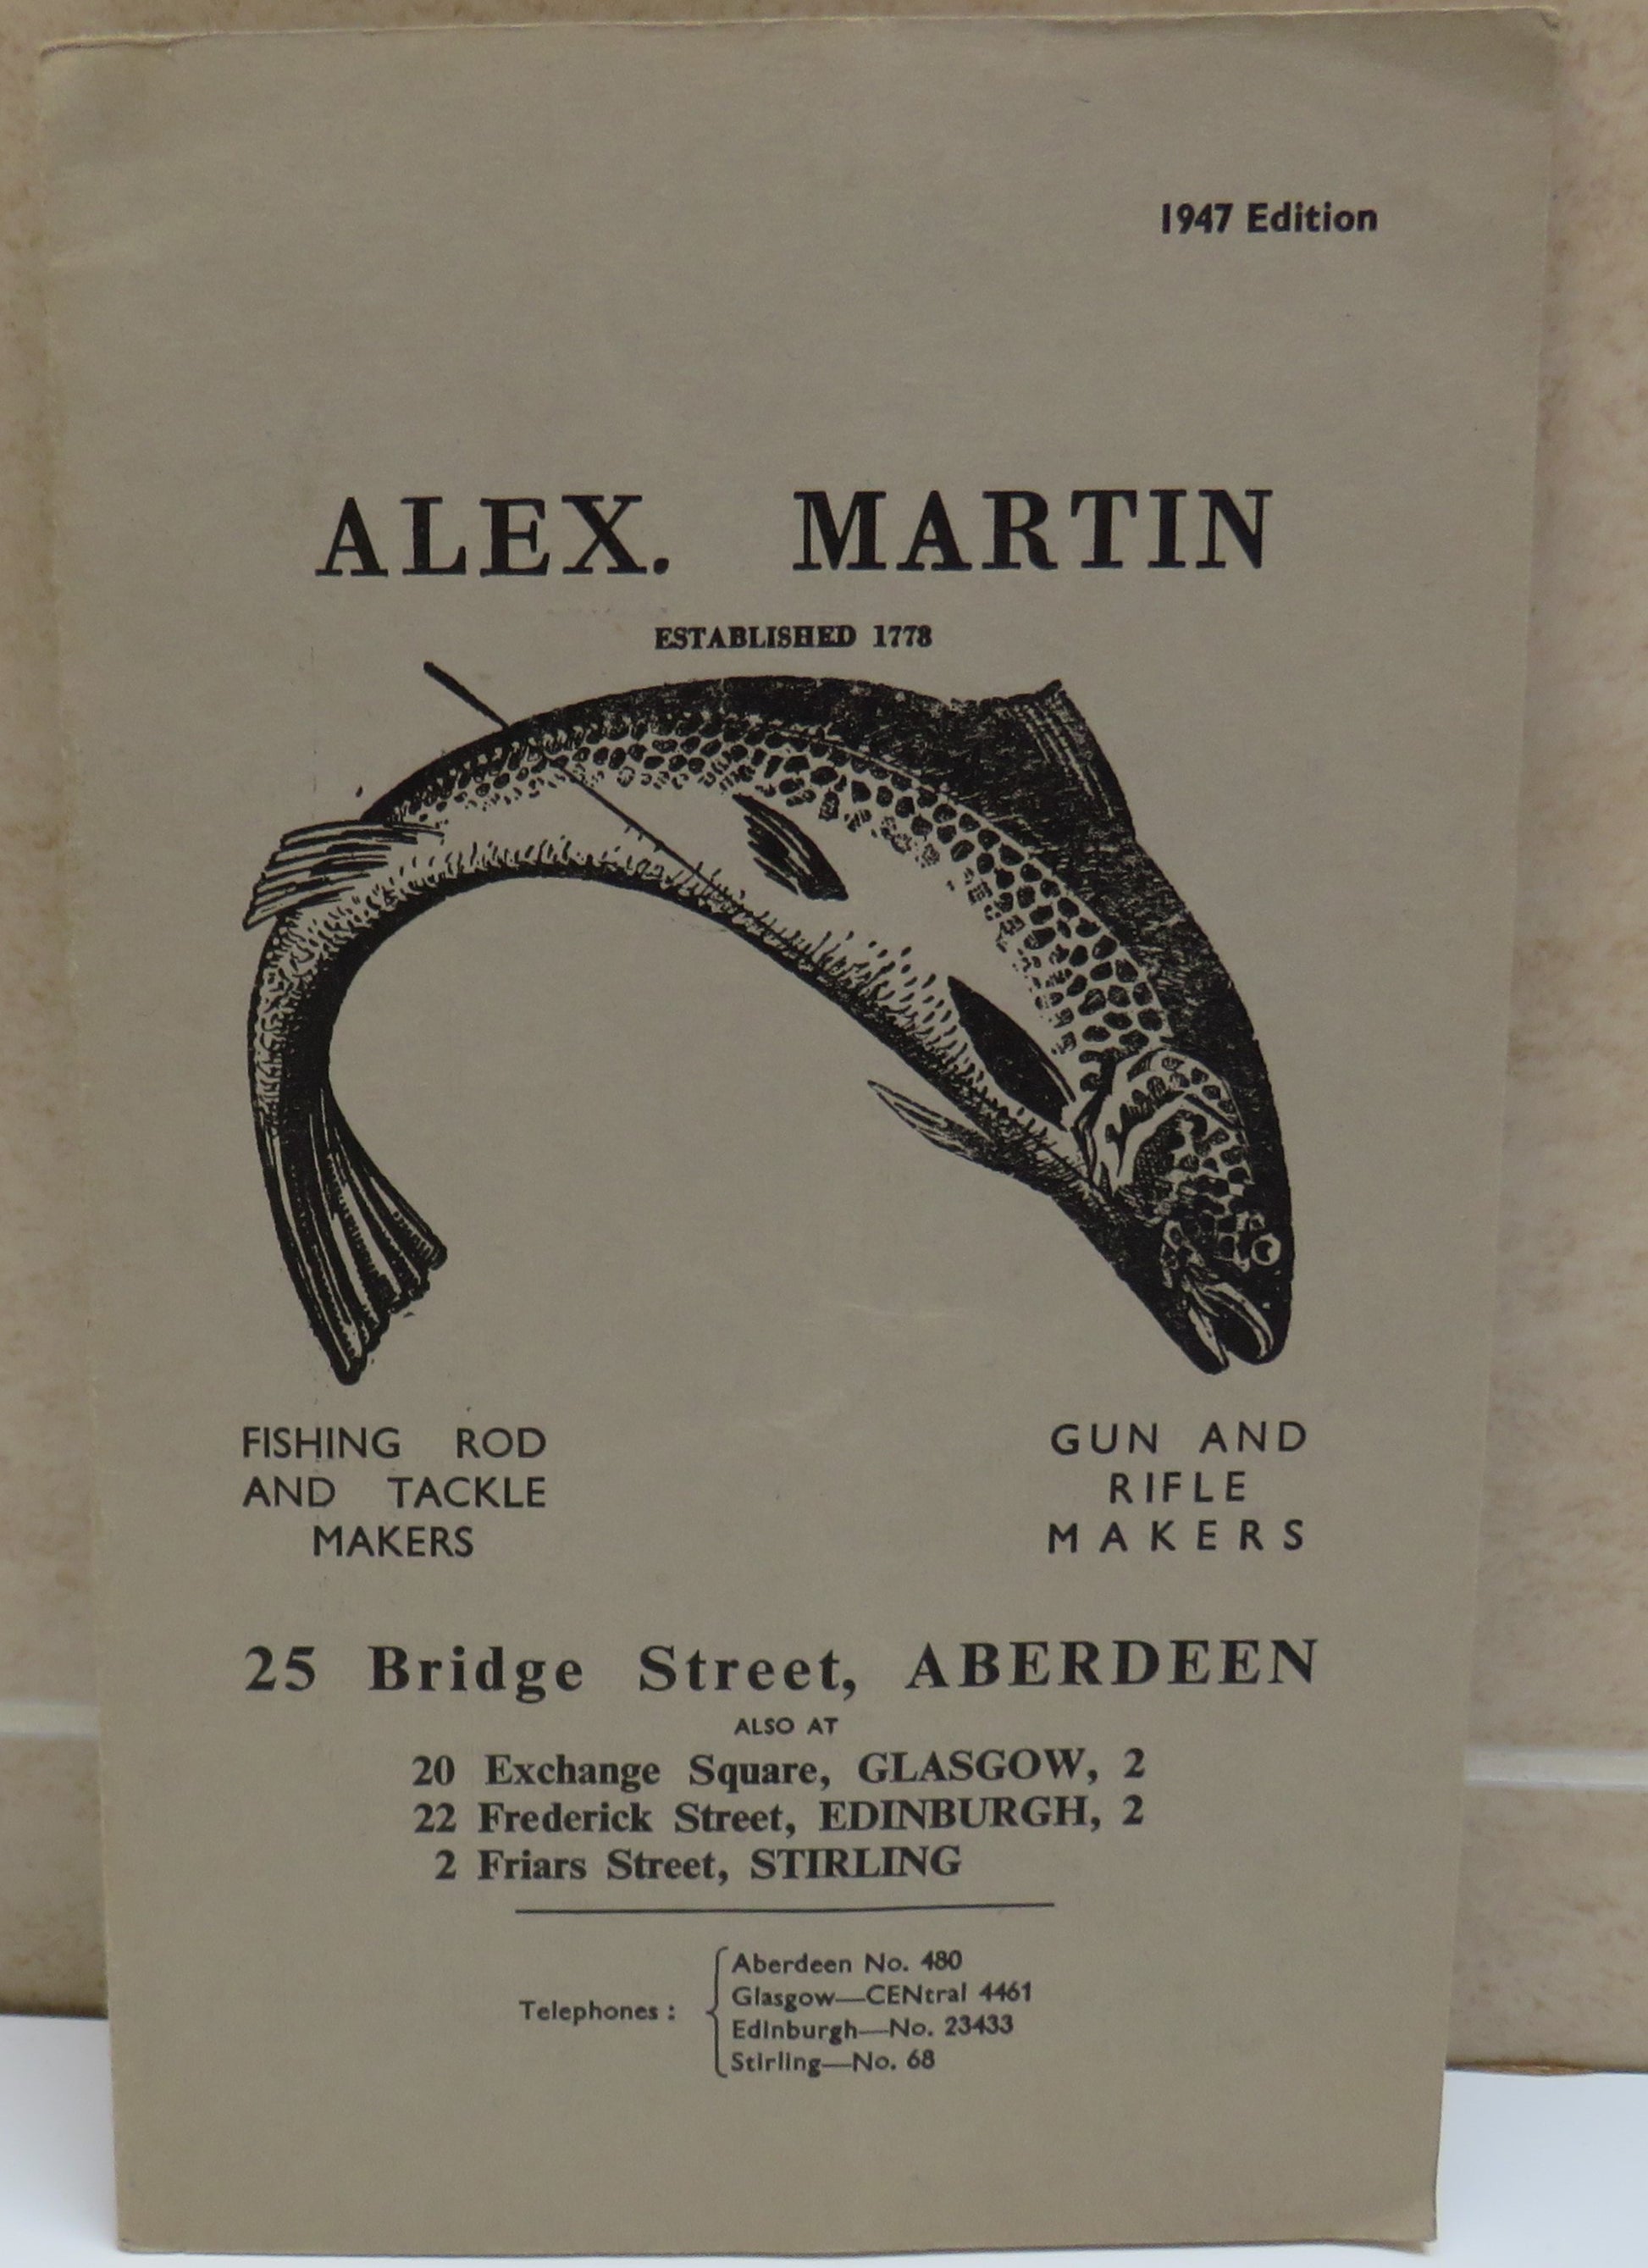 1947 Edition
ALEX. MARTIN
ESTABLISHED 1778
FISHING ROD
AND TACKLE
MAKERS
GUN AND
RIFLE
MAKERS
25 Bridge Street, ABERDEEN
ALSO AT
20 Exchange Square, GLASGOW, 2
22 Frederick Street, EDINBURGH, 2
2 Friars Street, STIRLING
Telephones :
Aberdeen No. 480
Glasgow—CENtral 4461
Edinburgh—No. 23433
Stirling—No. 68